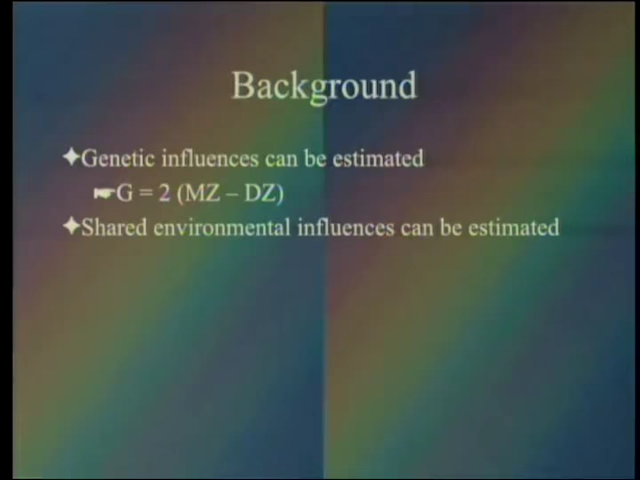 Background
Genetic influences can be estimated
G = 2 (MZ – DZ)
Shared environmental influences can be estimated